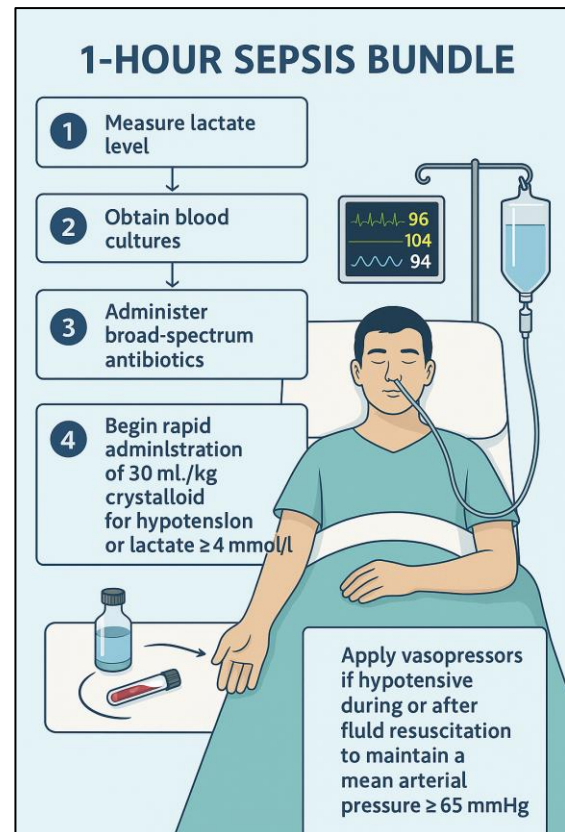 1-HOUR SEPSIS BUNDLE
1 Measure lactate
level
2 Obtain blood
cultures
3 Administer
broad-spectrum
antibiotics
4 Begin rapid
adminlstration
of 30 ml./kg
crystalloid
for hypotensIon
or lactate ≥ 4 mmol/l
96
104
94
Apply vasopressors
if hypotensive
during or after
fluld resuscitation
to maintain a
mean arterial
pressure ≥ 65 mmHg